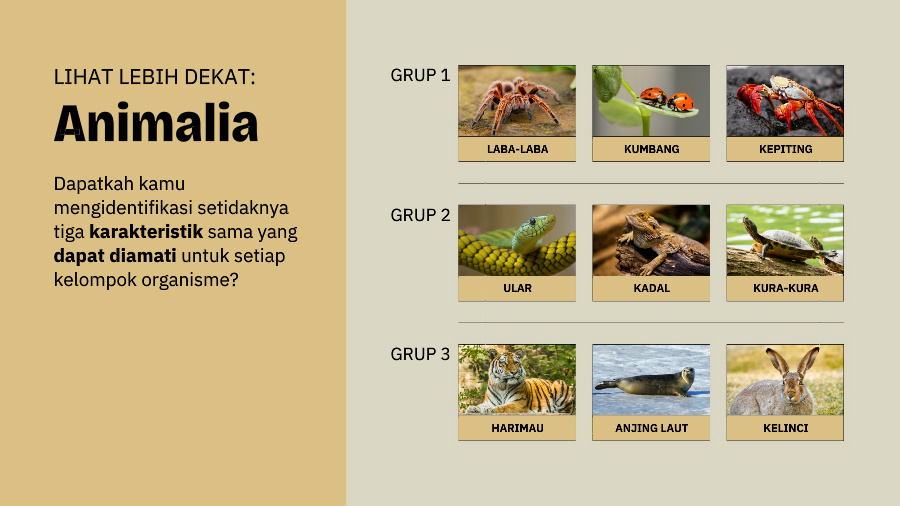 LIHAT LEBIH DEKAT:
Animalia
Dapatkah kamu
mengidentifikasi setidaknya
tiga karakteristik sama yang
dapat diamati untuk setiap
kelompok organisme?
GRUP 1
LABA-LABA
KUMBANG
KEPITING
GRUP 2
ULAR
KADAL
KURA-KURA
GRUP 3
HARIMAU
ANJING LAUT
KELINCI